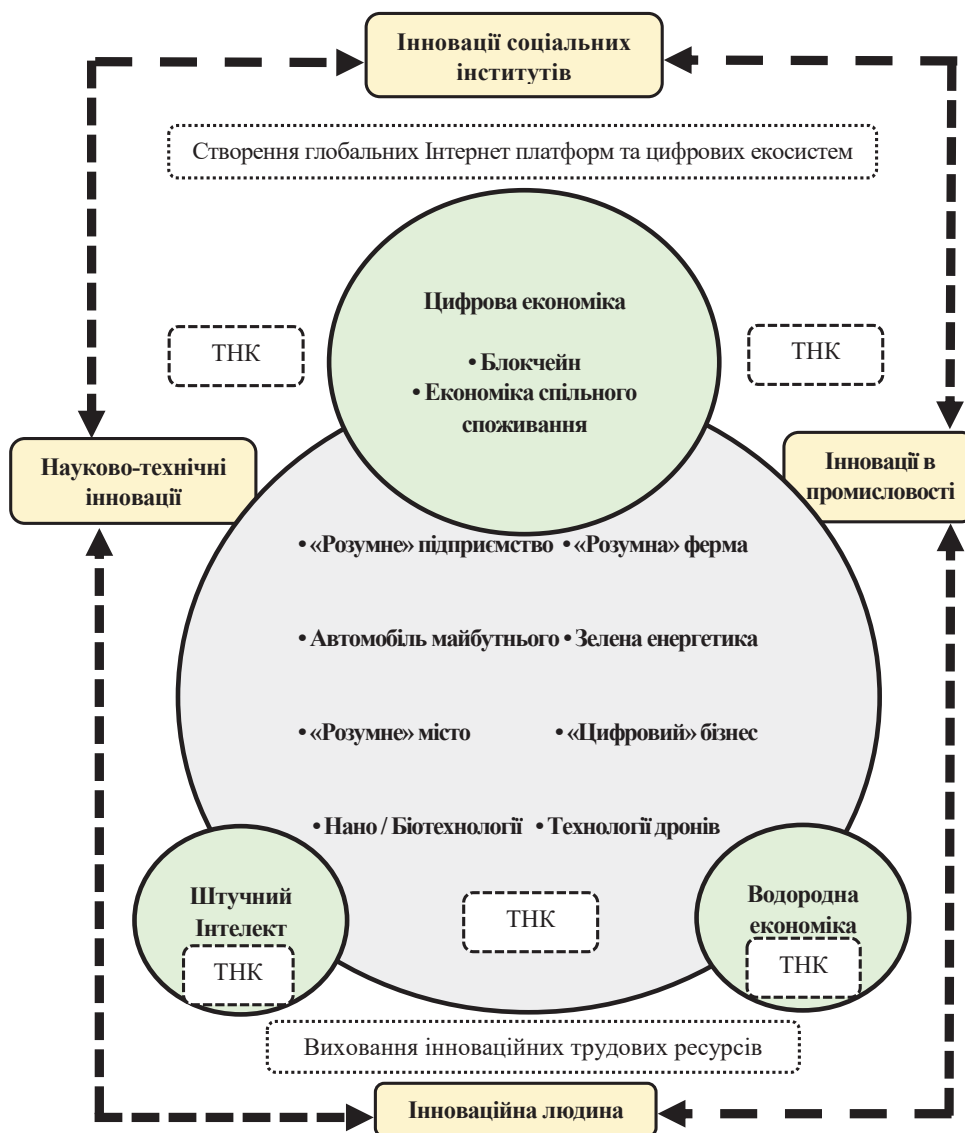 Інновації соціальних
інститутів
Створення глобальних Інтернет платформ та цифрових екосистем
Цифрова економіка
• Блокчейн
• Економіка спільного
споживання
ТНК
ТНК
Науково-технічні
інновації
Інновації в
промисловості
• «Розумне» підприємство • «Розумна» ферма
• Автомобіль майбутнього • Зелена енергетика
• «Розумне» місто • «Цифровий» бізнес
• Нано / Біотехнології • Технології дронів
Штучний
Інтелект
ТНК
ТНК
Водородна
економіка
ТНК
Виховання інноваційних трудових ресурсів
Інноваційна людина